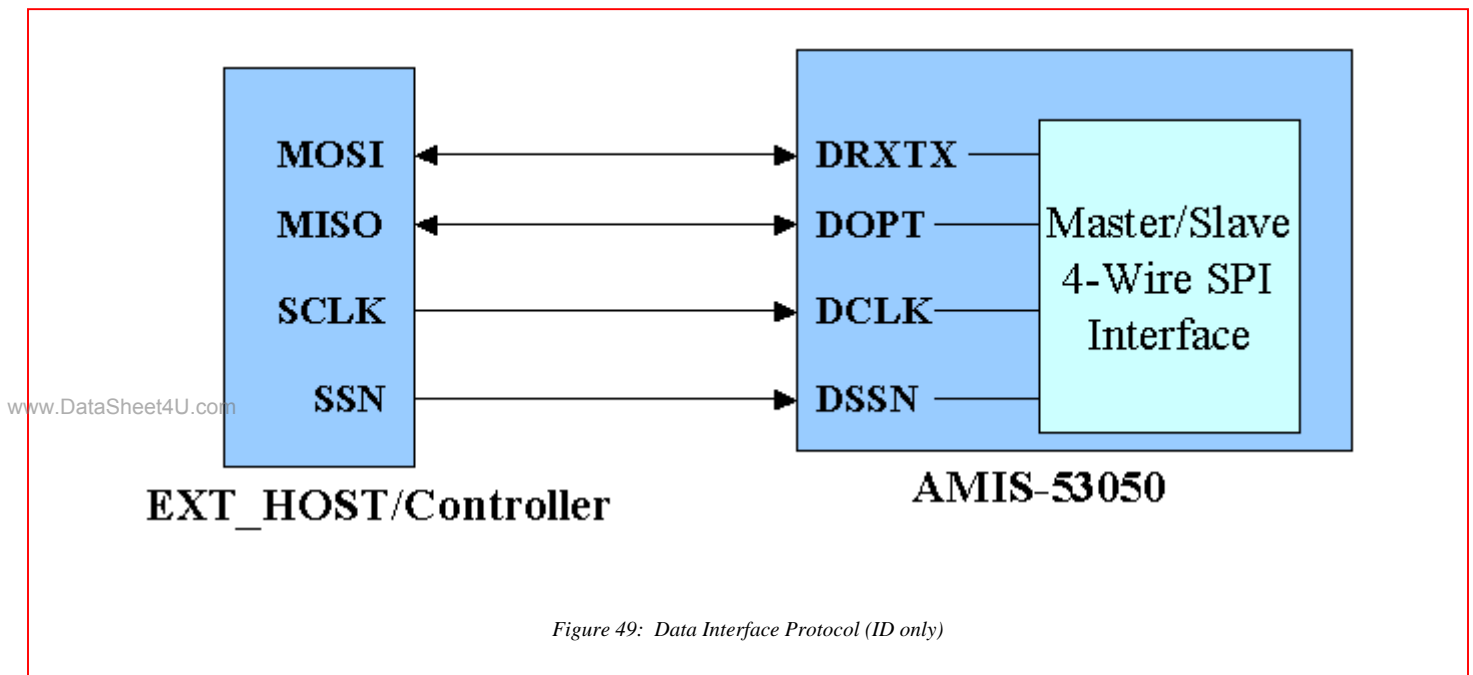 MOSI
MISO
SCLK
SSN
DRXTX
DOPT
DCLK
DSSN
Master/Slave
4-Wire SPI
Interface
www.DataSheet4U.com
EXT_HOST/Controller
AMIS-53050
Figure 49: Data Interface Protocol (ID only)